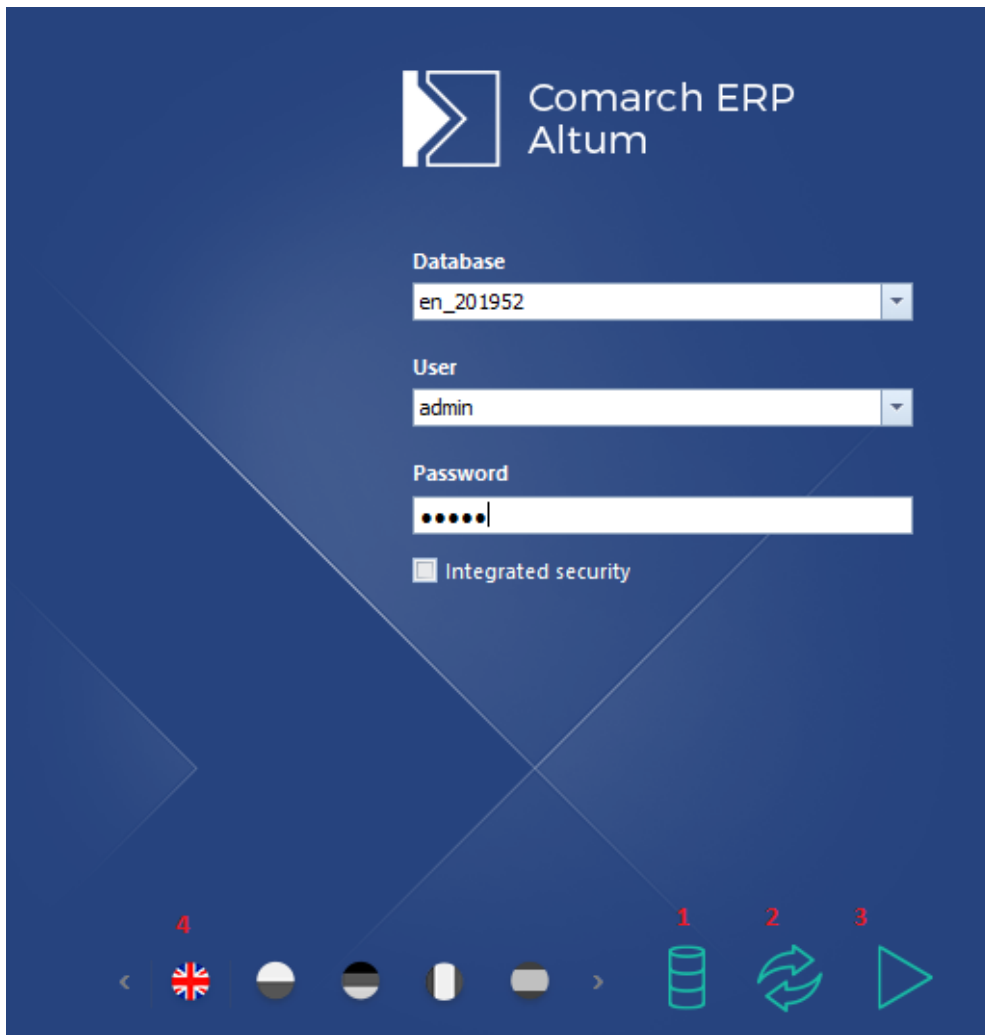 Comarch ERP
Altum
Database
en_201952
User
admin
Password
•••••
Integrated security
4 1 2 3